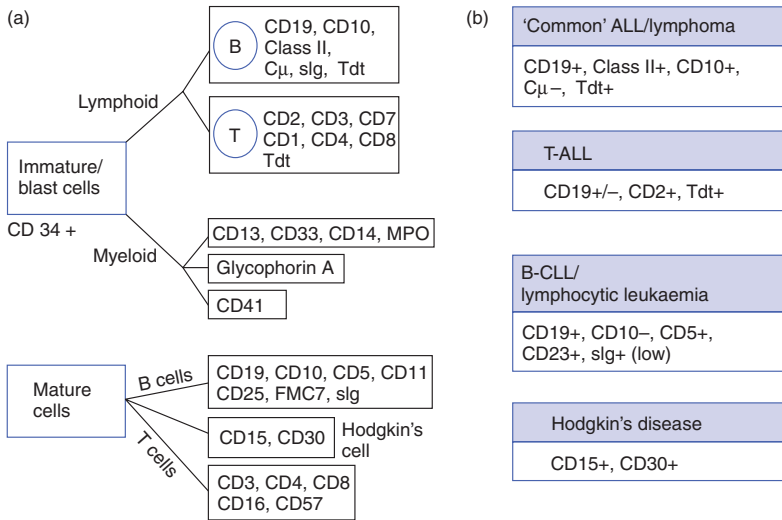 (a)
B
CD19, CD10,
Class II,
Cμ, sIg, Tdt
Lymphoid
T
CD2, CD3, CD7
CD1, CD4, CD8
Tdt
Immature/
blast cells
CD 34 +
Myeloid
CD13, CD33, CD14, MPO
Glycophorin A
CD41
Mature
cells
B cells
CD19, CD10, CD5, CD11
CD25, FMC7, sIg
CD15, CD30
Hodgkin's
cell
T cells
CD3, CD4, CD8
CD16, CD57
(b)
‘Common’ ALL/lymphoma
CD19+, Class II+, CD10+,
Cμ–, Tdt+
T-ALL
CD19+/–, CD2+, Tdt+
B-CLL/
lymphocytic leukaemia
CD19+, CD10–, CD5+,
CD23+, sIg+ (low)
Hodgkin's disease
CD15+, CD30+